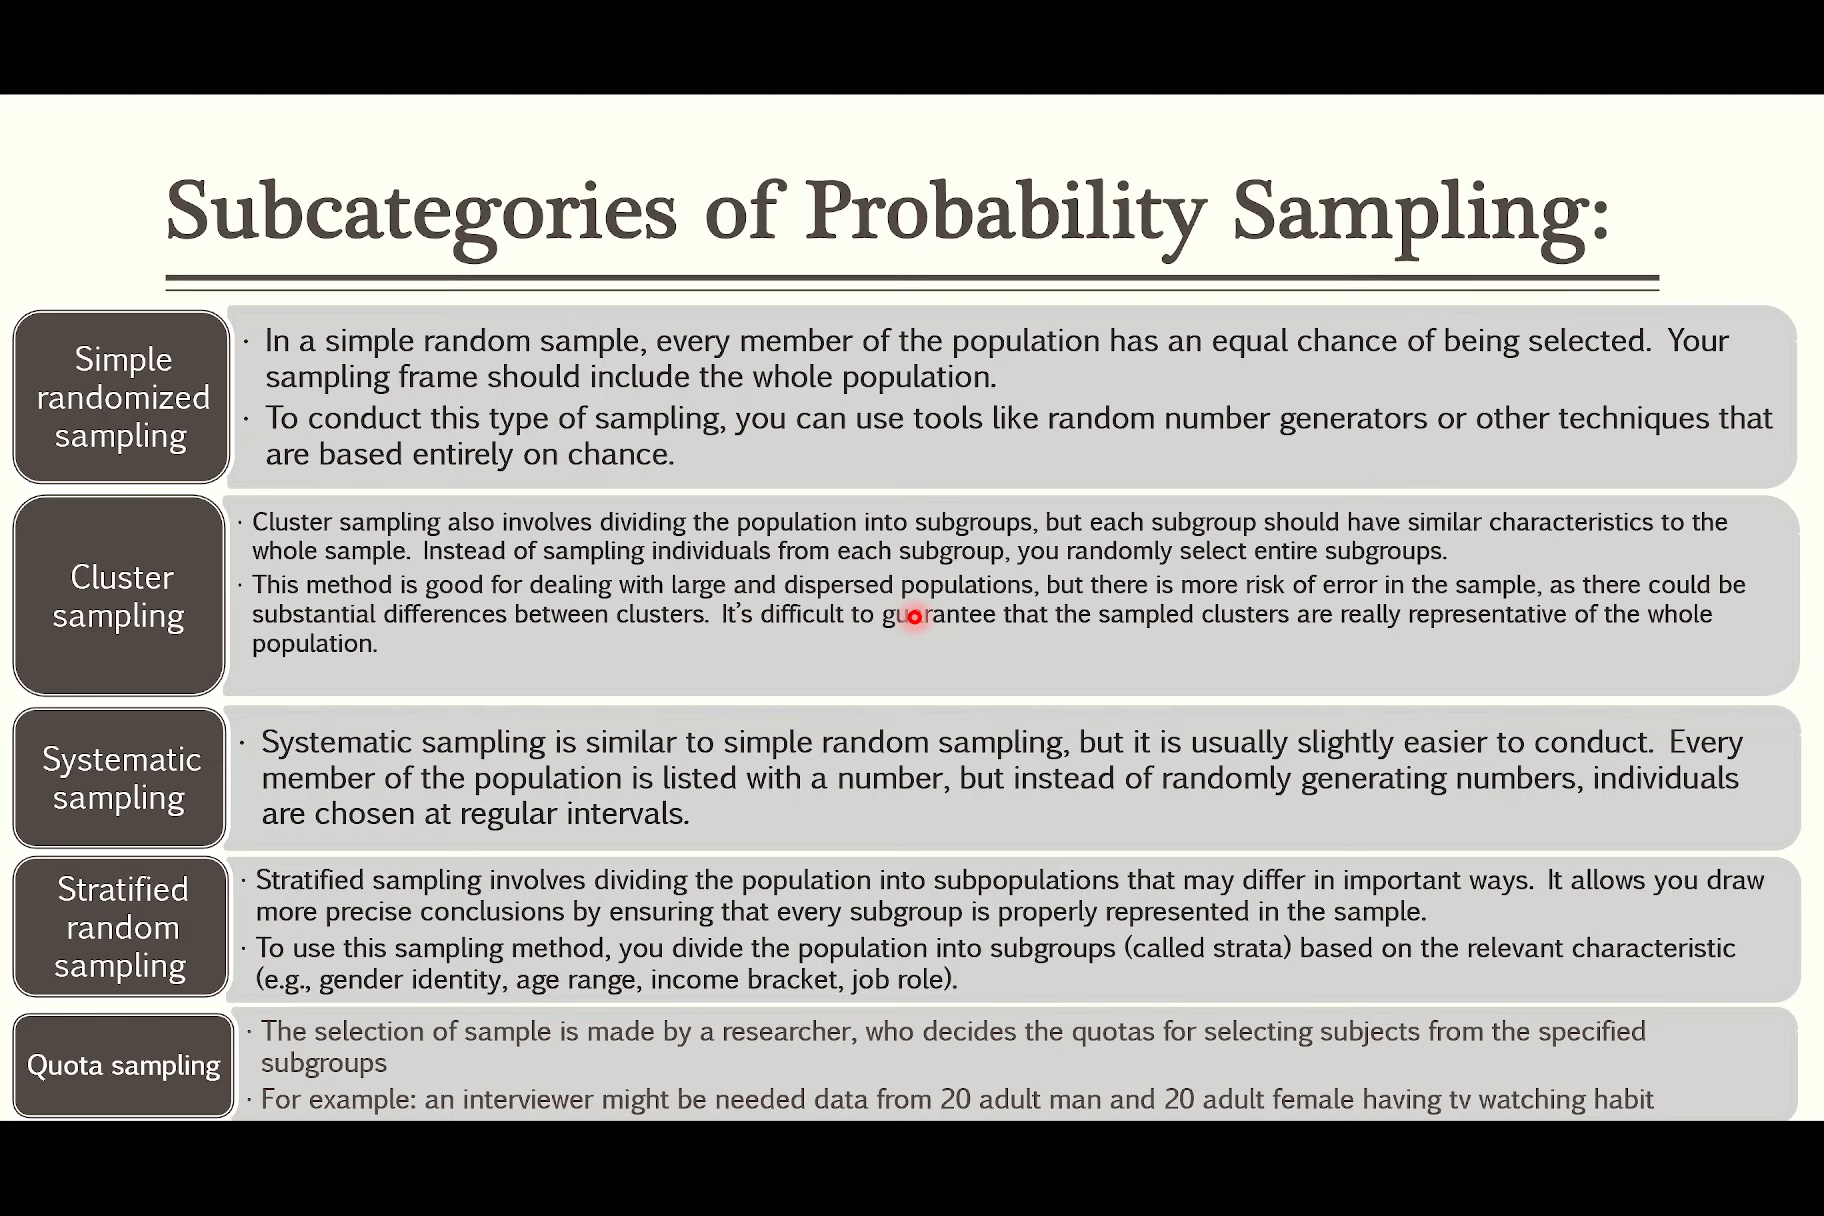 Subcategories of Probability Sampling:
Simple
randomized
sampling
· In a simple random sample, every member of the population has an equal chance of being selected. Your
sampling frame should include the whole population.
· To conduct this type of sampling, you can use tools like random number generators or other techniques that
are based entirely on chance.
Cluster
sampling
· Cluster sampling also involves dividing the population into subgroups, but each subgroup should have similar characteristics to the
whole sample. Instead of sampling individuals from each subgroup, you randomly select entire subgroups.
· This method is good for dealing with large and dispersed populations, but there is more risk of error in the sample, as there could be
substantial differences between clusters. It's difficult to guarantee that the sampled clusters are really representative of the whole
population.
Systematic
sampling
· Systematic sampling is similar to simple random sampling, but it is usually slightly easier to conduct. Every
member of the population is listed with a number, but instead of randomly generating numbers, individuals
are chosen at regular intervals.
Stratified
random
sampling
· Stratified sampling involves dividing the population into subpopulations that may differ in important ways. It allows you draw
more precise conclusions by ensuring that every subgroup is properly represented in the sample.
· To use this sampling method, you divide the population into subgroups (called strata) based on the relevant characteristic
(e.g., gender identity, age range, income bracket, job role).
Quota sampling
· The selection of sample is made by a researcher, who decides the quotas for selecting subjects from the specified
subgroups
· For example: an interviewer might be needed data from 20 adult man and 20 adult female having tv watching habit